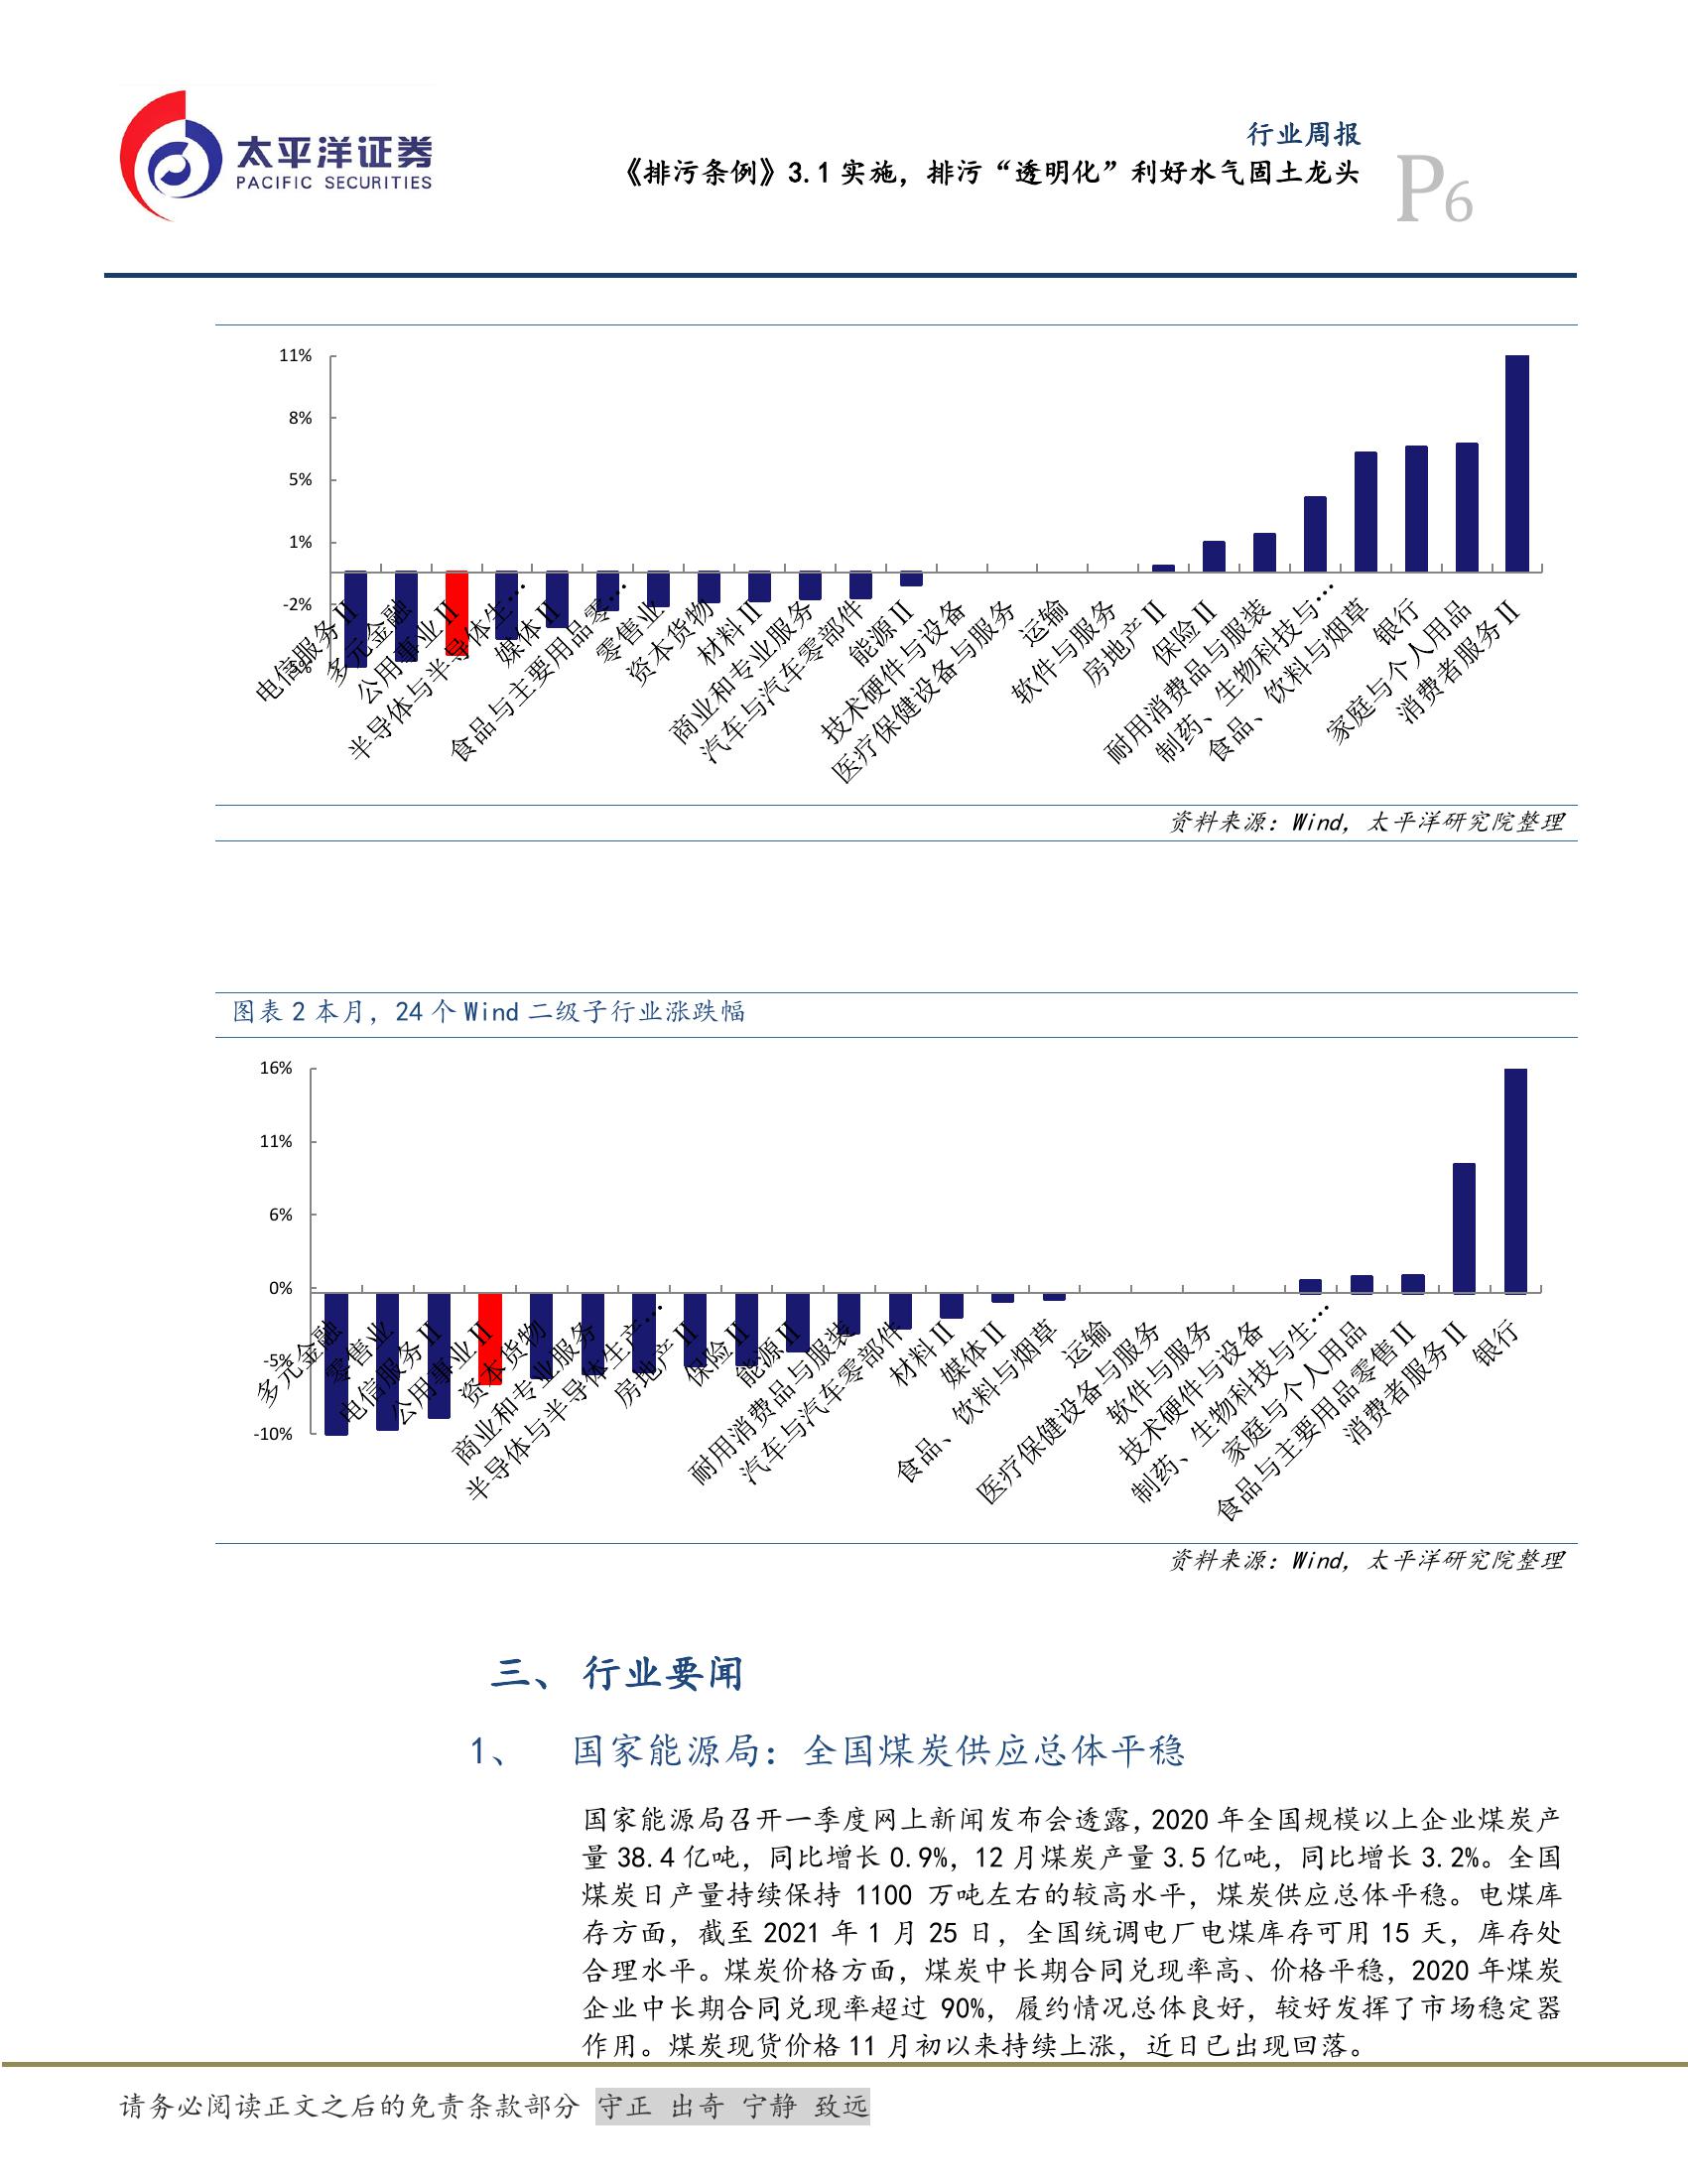 太平洋证券
PACIFIC SECURITIES
行业周报
《排污条例》3.1 实施，排污“透明化”利好水气固土龙头
P6
11%
8%
5%
1%
-2%
电信服务Ⅱ
多元金融
公用事业Ⅱ
半导体与半导体生…
媒体Ⅱ
食品与主要用品零…
零售业
资本货物
材料Ⅱ
商业和专业服务
汽车与汽车零部件
能源Ⅱ
技术硬件与设备
医疗保健设备与服务
运输
软件与服务
房地产Ⅱ
保险Ⅱ
耐用消费品与服装
制药、生物科技与…
食品、饮料与烟草
银行
家庭与个人用品
消费者服务Ⅱ
资料来源：Wind，太平洋研究院整理
图表 2 本月，24 个 Wind 二级子行业涨跌幅
16%
11%
6%
0%
-5%
-10%
多元金融
零售业
电信服务Ⅱ
公用事业Ⅱ
资本货物
商业和专业服务
半导体与半导体生产…
房地产Ⅱ
保险Ⅱ
能源Ⅱ
耐用消费品与服装
汽车与汽车零部件
材料Ⅱ
媒体Ⅱ
食品、饮料与烟草
运输
医疗保健设备与服务
软件与服务
技术硬件与设备
制药、生物科技与生…
家庭与个人用品
食品与主要用品零售Ⅱ
消费者服务Ⅱ
银行
资料来源：Wind，太平洋研究院整理
三、 行业要闻
1、 国家能源局：全国煤炭供应总体平稳
国家能源局召开一季度网上新闻发布会透露，2020 年全国规模以上企业煤炭产
量 38.4 亿吨，同比增长 0.9%，12 月煤炭产量 3.5 亿吨，同比增长 3.2%。全国
煤炭日产量持续保持 1100 万吨左右的较高水平，煤炭供应总体平稳。电煤库
存方面，截至 2021 年 1 月 25 日，全国统调电厂电煤库存可用 15 天，库存处
合理水平。煤炭价格方面，煤炭中长期合同兑现率高、价格平稳，2020 年煤炭
企业中长期合同兑现率超过 90%，履约情况总体良好，较好发挥了市场稳定器
作用。煤炭现货价格 11 月初以来持续上涨，近日已出现回落。
请务必阅读正文之后的免责条款部分 守正 出奇 宁静 致远